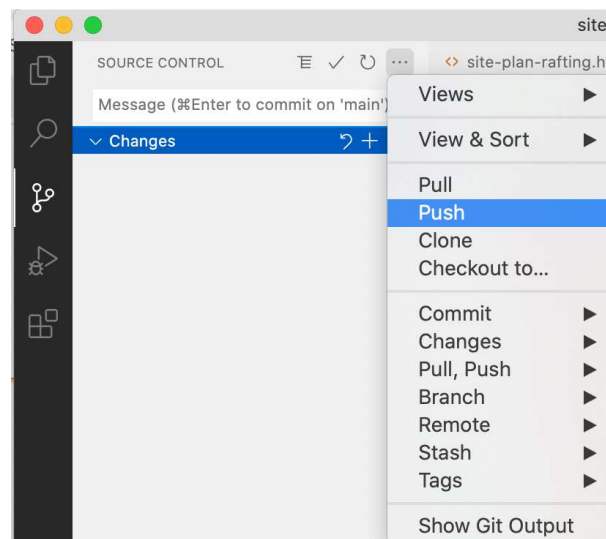 site
SOURCE CONTROL
site-plan-rafting.h
Message (⌘Enter to commit on 'main')
Changes
Views
View & Sort
Pull
Push
Clone
Checkout to...
Commit
Changes
Pull, Push
Branch
Remote
Stash
Tags
Show Git Output